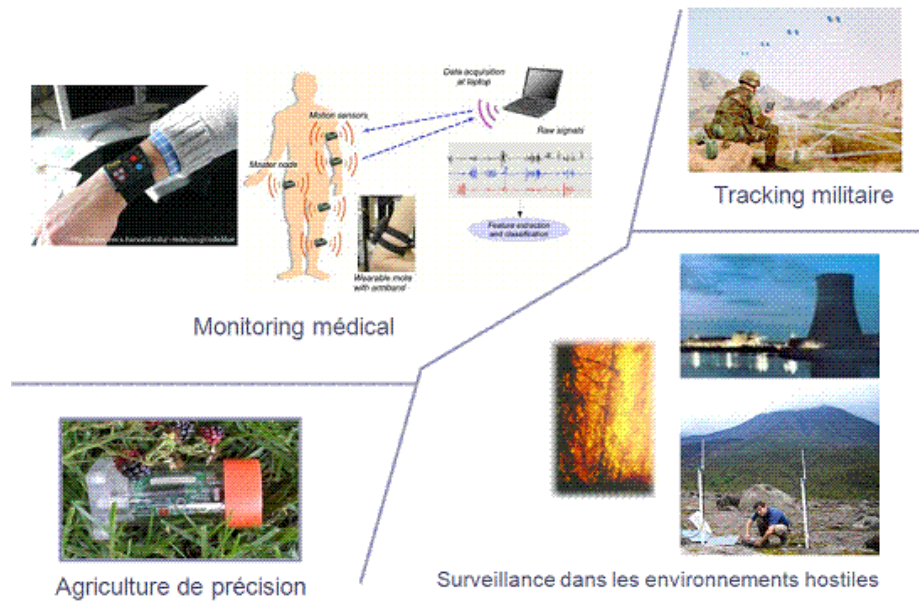 Data acquisition
at laptop
Motion sensors
Raw signals
Master node
Feature extraction
and classification
Wearable mote
with armband
Monitoring médical
Tracking militaire
Agriculture de précision
Surveillance dans les environnements hostiles